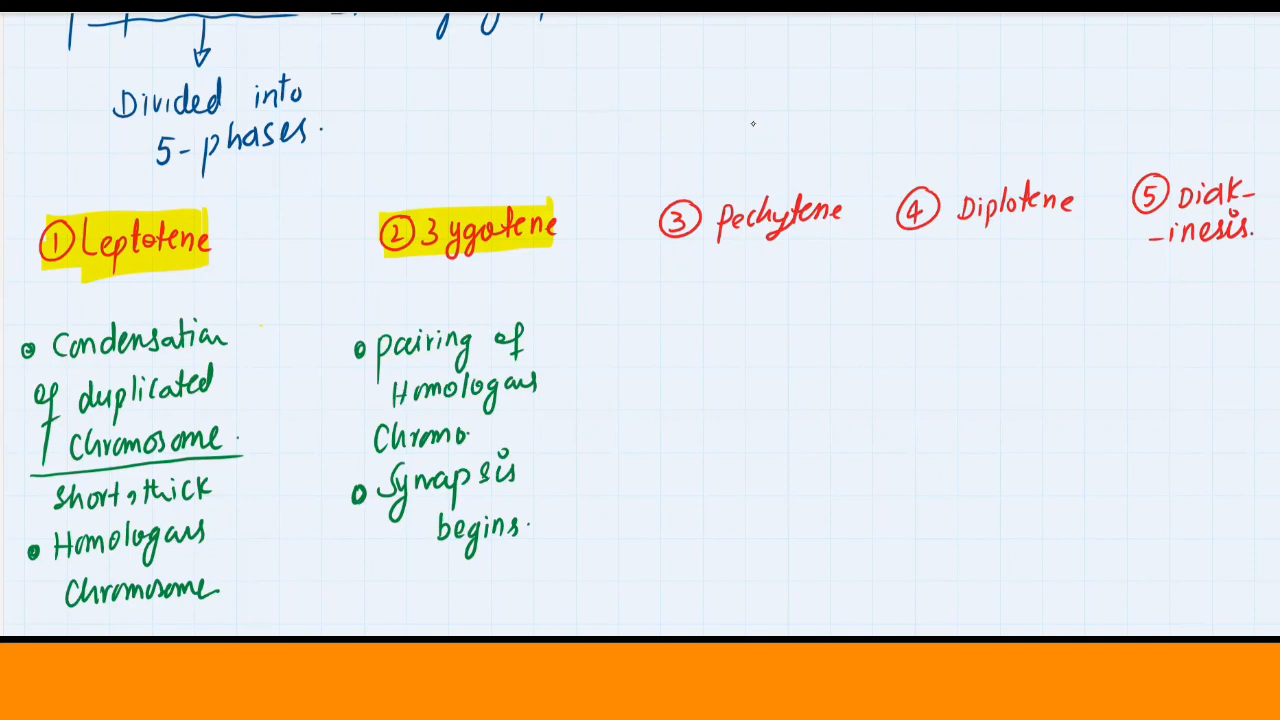 Divided into
5-phases.
① Leptotene
② Zygotene
③ Pechytene
④ Diplotene
⑤ Diak-
-inesis.
• Condensation
of duplicated
Chromosome.
Short, thick
• Homologous
Chromosome
• Pairing of
Homologous
Chromo.
• Synapsis
begins.